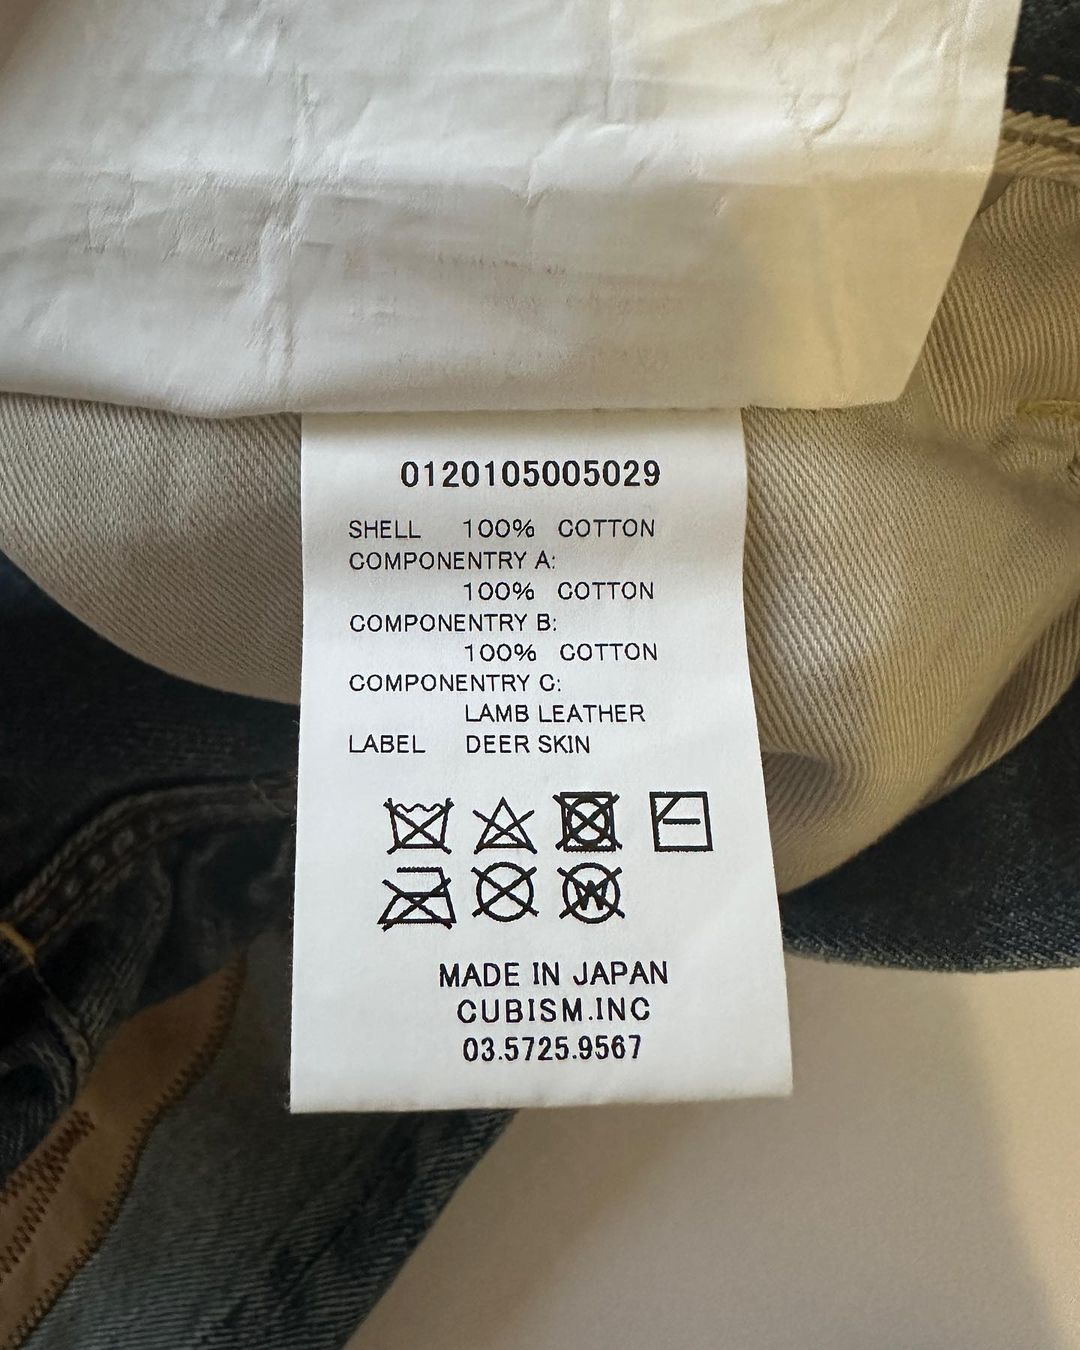 0120105005029
SHELL 100% COTTON
COMPONENTRY A:
100% COTTON
COMPONENTRY B:
100% COTTON
COMPONENTRY C:
LAMB LEATHER
LABEL DEER SKIN
W
MADE IN JAPAN
CUBISM.INC
03.5725.9567